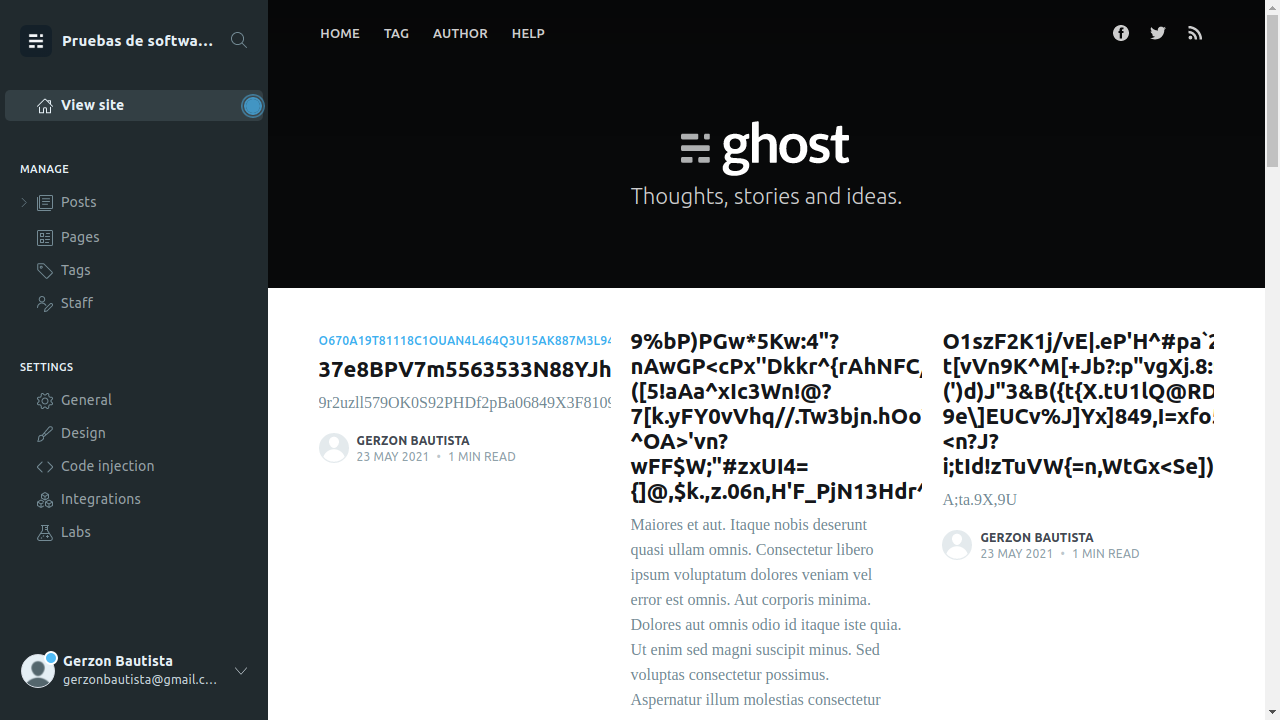 Pruebas de softwa...
View site
MANAGE
Posts
Pages
Tags
Staff
SETTINGS
General
Design
Code injection
Integrations
Labs
Gerzon Bautista
gerzonbautista@gmail.c...
HOME TAG AUTHOR HELP
ghost
Thoughts, stories and ideas.
O670A19T81118C1OUAN4L464Q3U15AK887M3L94
37e8BPV7m5563533N88YJh
9r2uzll579OK0S92PHDf2pBa06849X3F8109
GERZON BAUTISTA
23 MAY 2021 • 1 MIN READ
9%bP)PGw*5Kw:4"?
nAwGP<cPx''Dkkr^{rAhNFC,
([5!aAa^xIc3Wn!@?
7[k.yFY0vVhq//.Tw3bjn.hOo
^OA>'vn?
wFF$W;"#zxUI4=
{]@,$k.,z.06n,H'F_PjN13Hdr^
Maiores et aut. Itaque nobis deserunt
quasi ullam omnis. Consectetur libero
ipsum voluptatum dolores veniam vel
error est omnis. Aut corporis minima.
Dolores aut omnis odio id itaque iste quia.
Ut enim sed magni suscipit minus. Sed
voluptas consectetur possimus.
Aspernatur illum molestias consectetur
O1szF2K1j/vE|.eP'H^#pa`2
t[vVn9K^M[+Jb?:p"vgXj.8:
(')d)J"3&B({t{X.tU1lQ@RD
9e\]EUCv%J]Yx]849,I=xfo
<n?J?
i;tId!zTuVW{=n,WtGx<Se])
A;ta.9X,9U
GERZON BAUTISTA
23 MAY 2021 • 1 MIN READ